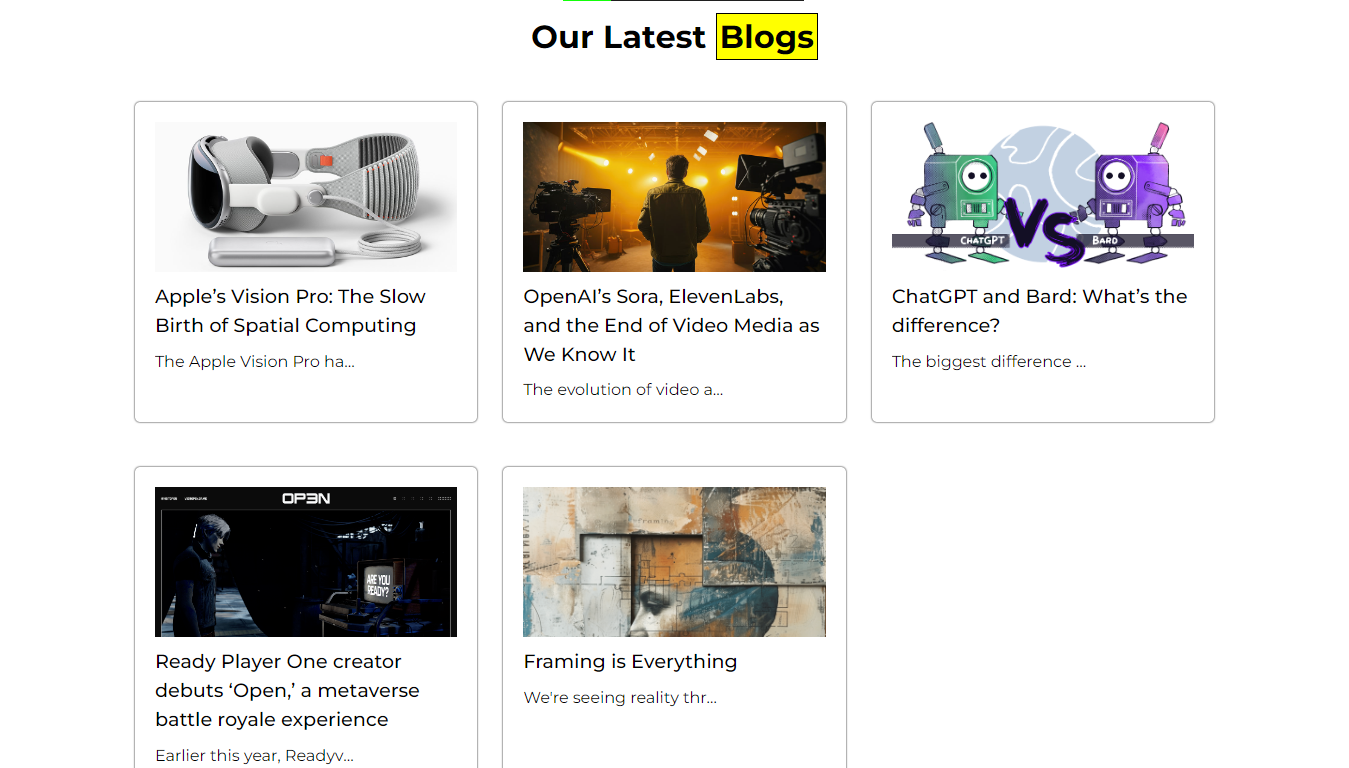 Our Latest Blogs
CHATGPT
VS
BARD
Apple’s Vision Pro: The Slow
Birth of Spatial Computing
The Apple Vision Pro ha...
OpenAI’s Sora, ElevenLabs,
and the End of Video Media as
We Know It
The evolution of video a...
ChatGPT and Bard: What’s the
difference?
The biggest difference ...
OP3N
ARE YOU
READY?
framing
Ready Player One creator
debuts ‘Open,’ a metaverse
battle royale experience
Earlier this year, Readyv...
Framing is Everything
We're seeing reality thr...